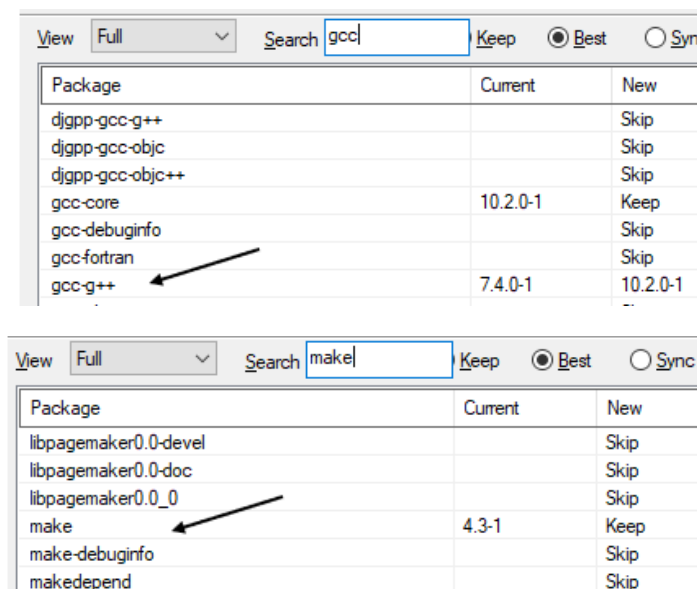 View Full Search gcc Keep Best Syn
Package Current New
djgpp-gcc-g++ Skip
djgpp-gcc-objc Skip
djgpp-gcc-objc++ Skip
gcc-core 10.2.0-1 Keep
gcc-debuginfo Skip
gcc-fortran Skip
gcc-g++ 7.4.0-1 10.2.0-1
View Full Search make Keep Best Sync
Package Current New
libpagemaker0.0-devel Skip
libpagemaker0.0-doc Skip
libpagemaker0.0_0 Skip
make 4.3-1 Keep
make-debuginfo Skip
makedepend Skip